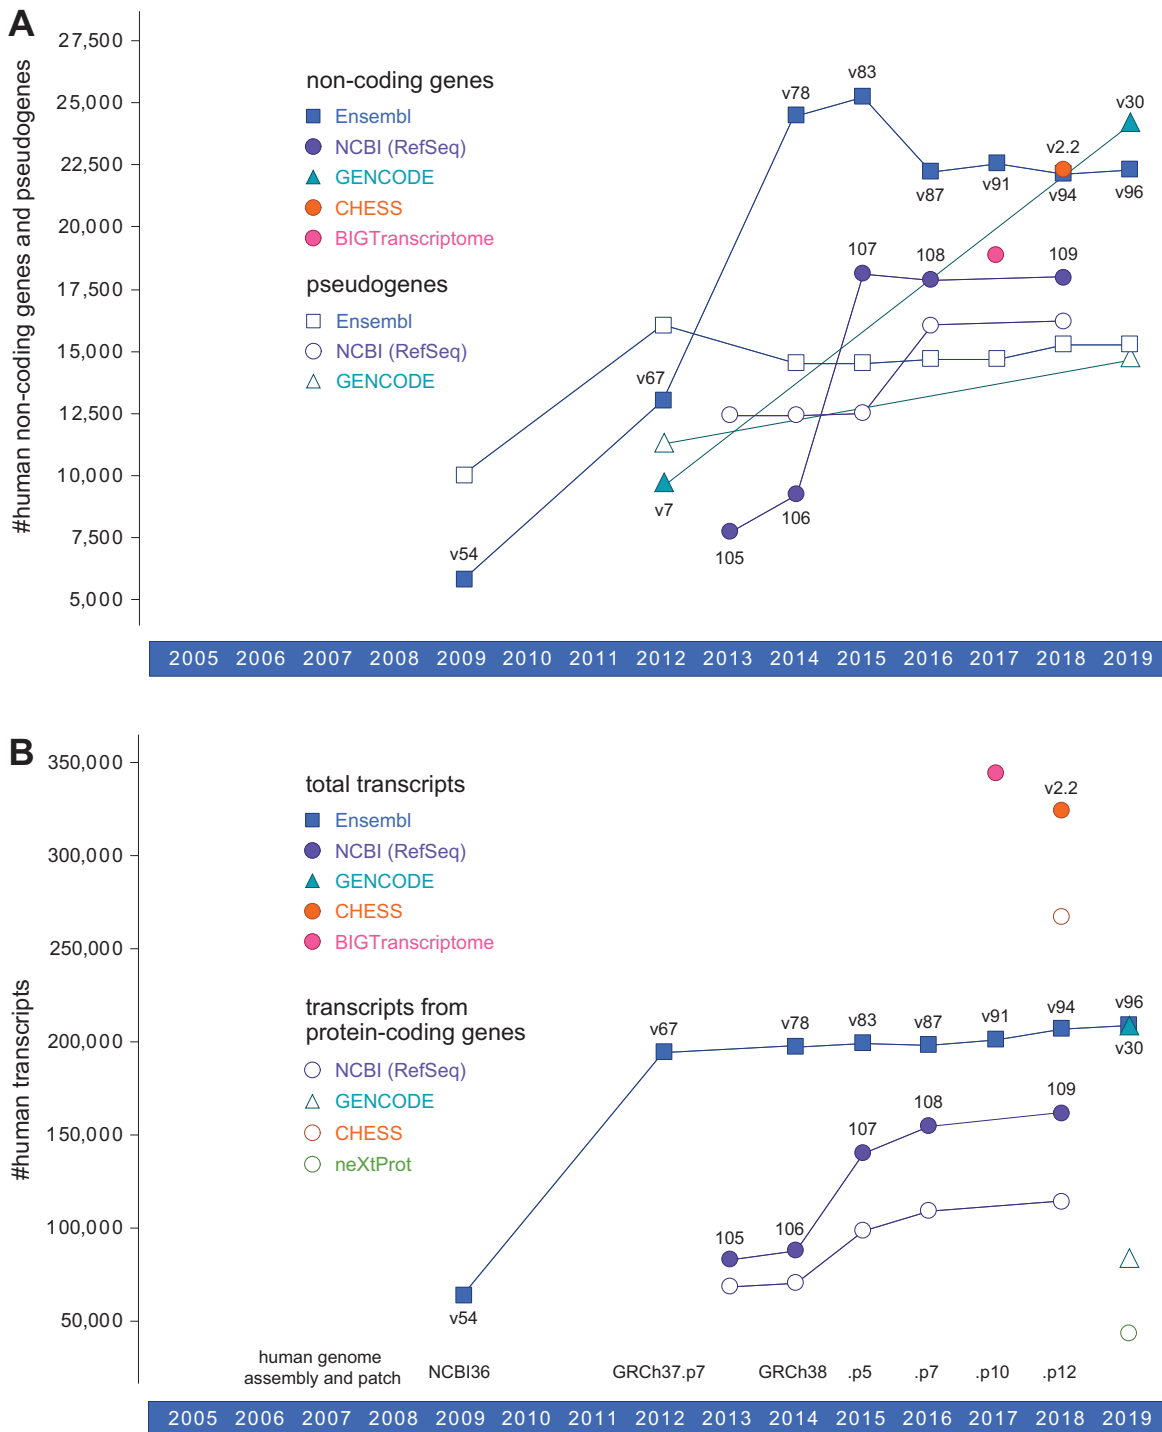 A
#human non-coding genes and pseudogenes
27,500
25,000
22,500
20,000
17,500
15,000
12,500
10,000
7,500
5,000
non-coding genes
Ensembl
NCBI (RefSeq)
GENCODE
CHESS
BIGTranscriptome
pseudogenes
Ensembl
NCBI (RefSeq)
GENCODE
v54
v67
v7
105
106
v78
v83
107
v87
108
v91
v2.2
v94
109
v30
v96
2005 2006 2007 2008 2009 2010 2011 2012 2013 2014 2015 2016 2017 2018 2019
B
#human transcripts
350,000
300,000
250,000
200,000
150,000
100,000
50,000
total transcripts
Ensembl
NCBI (RefSeq)
GENCODE
CHESS
BIGTranscriptome
transcripts from
protein-coding genes
NCBI (RefSeq)
GENCODE
CHESS
neXtProt
v54
v67
v78
v83
v87
v91
v2.2
v94
v96
v30
105
106
107
108
109
human genome
assembly and patch
NCBI36
GRCh37.p7
GRCh38
.p5
.p7
.p10
.p12
2005 2006 2007 2008 2009 2010 2011 2012 2013 2014 2015 2016 2017 2018 2019